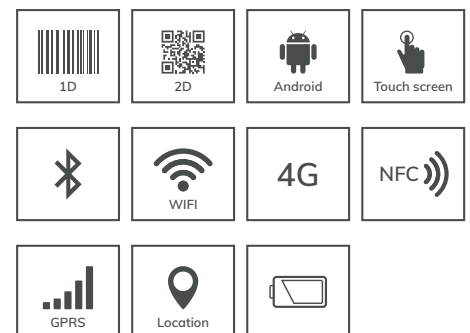 1D
2D
Android
Touch screen
WIFI
4G
NFC
GPRS
Location